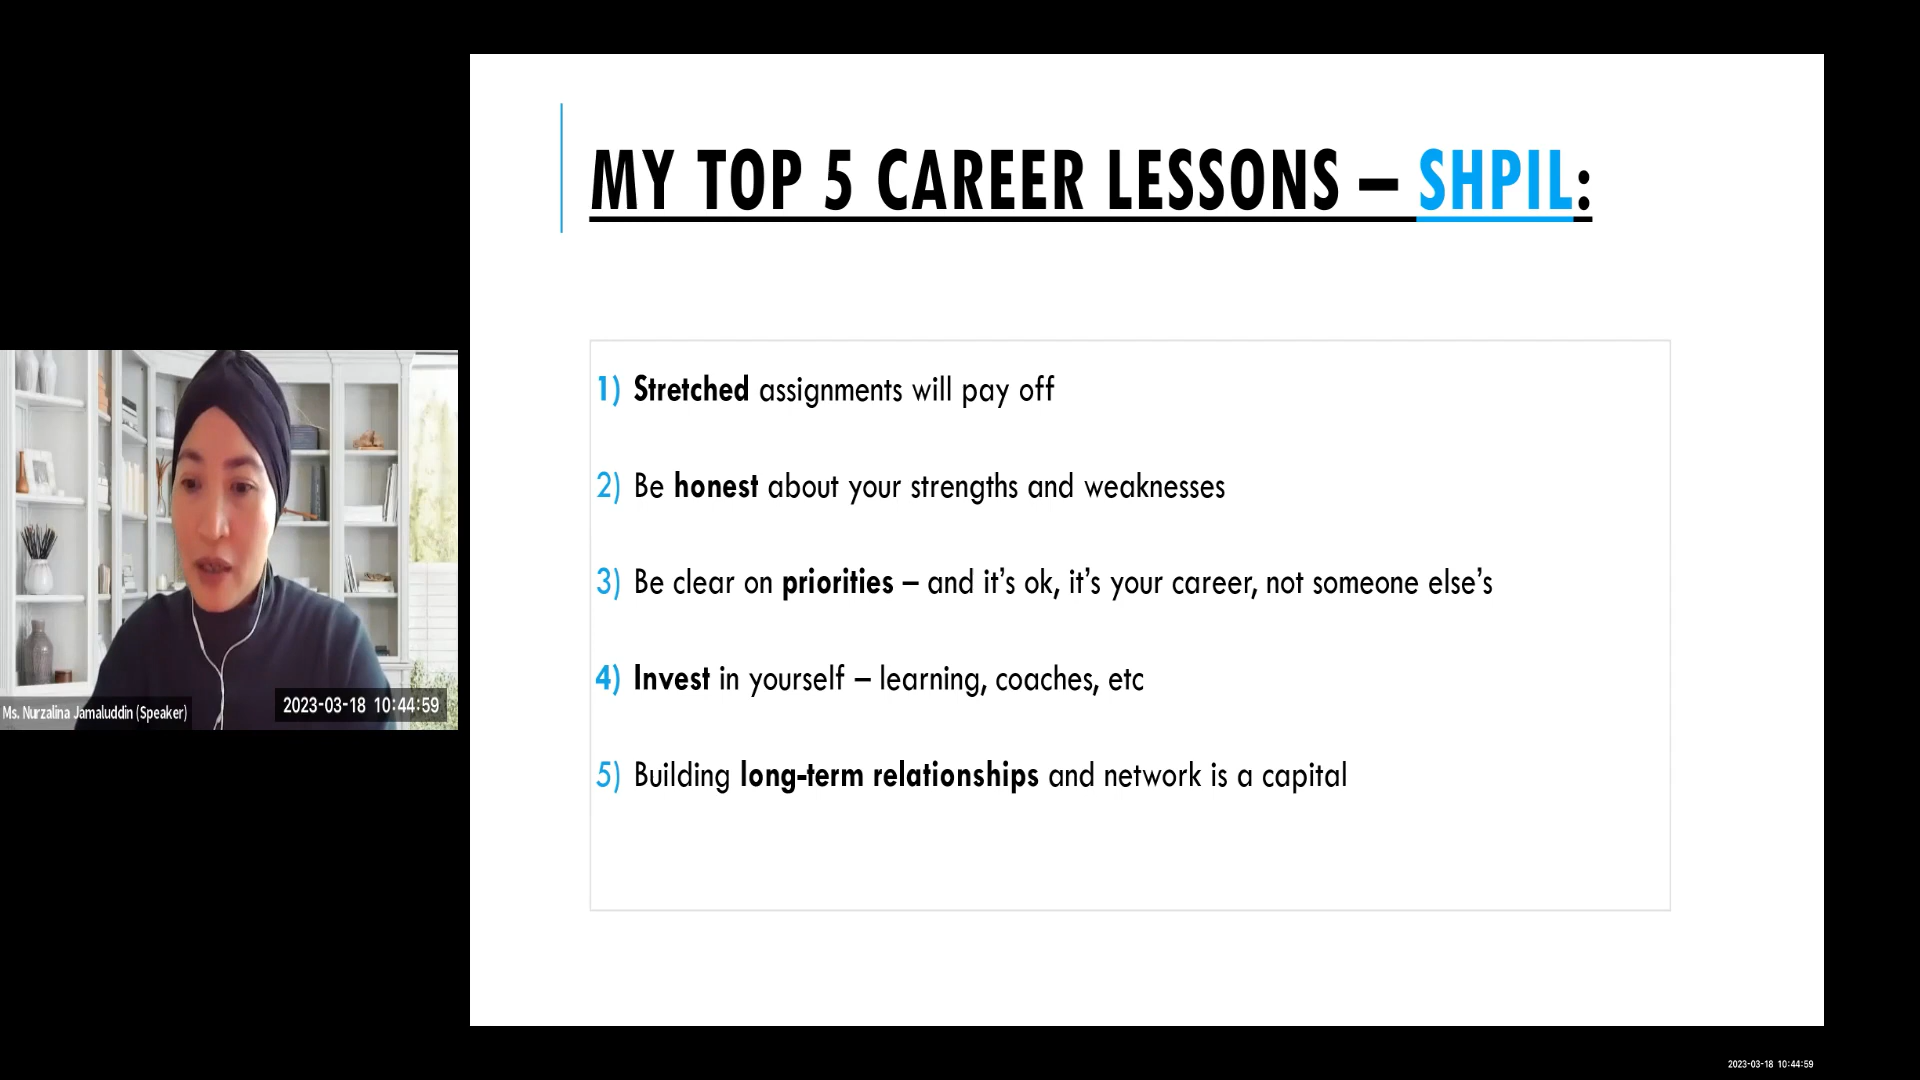 MY TOP 5 CAREER LESSONS – SHPIL:
1) Stretched assignments will pay off
2) Be honest about your strengths and weaknesses
3) Be clear on priorities – and it's ok, it's your career, not someone else's
4) Invest in yourself – learning, coaches, etc
5) Building long-term relationships and network is a capital
Ms. Nurzalina Jamaluddin (Speaker)
2023-03-18 10:44:59
2023-03-18 10:44:59